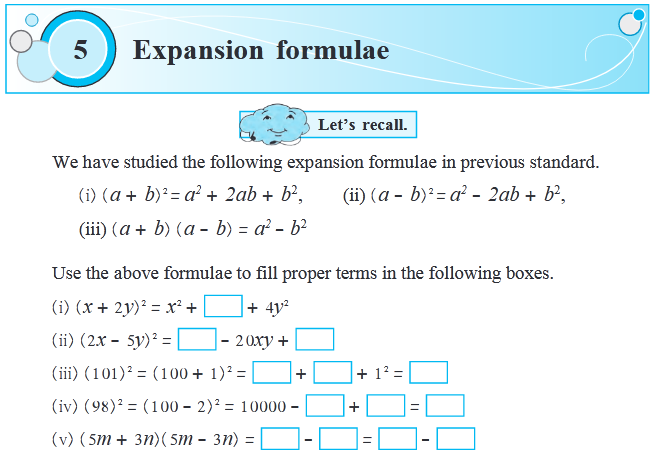 5 Expansion formulae
Let's recall.
We have studied the following expansion formulae in previous standard.
(i) (a + b)² = a² + 2ab + b², (ii) (a - b)² = a² - 2ab + b²,
(iii) (a + b) (a - b) = a² - b²
Use the above formulae to fill proper terms in the following boxes.
(i) (x + 2y)² = x² + □ + 4y²
(ii) (2x - 5y)² = □ - 20xy + □
(iii) (101)² = (100 + 1)² = □ + □ + 1² = □
(iv) (98)² = (100 - 2)² = 10000 - □ + □ = □
(v) (5m + 3n)(5m - 3n) = □ - □ = □ - □